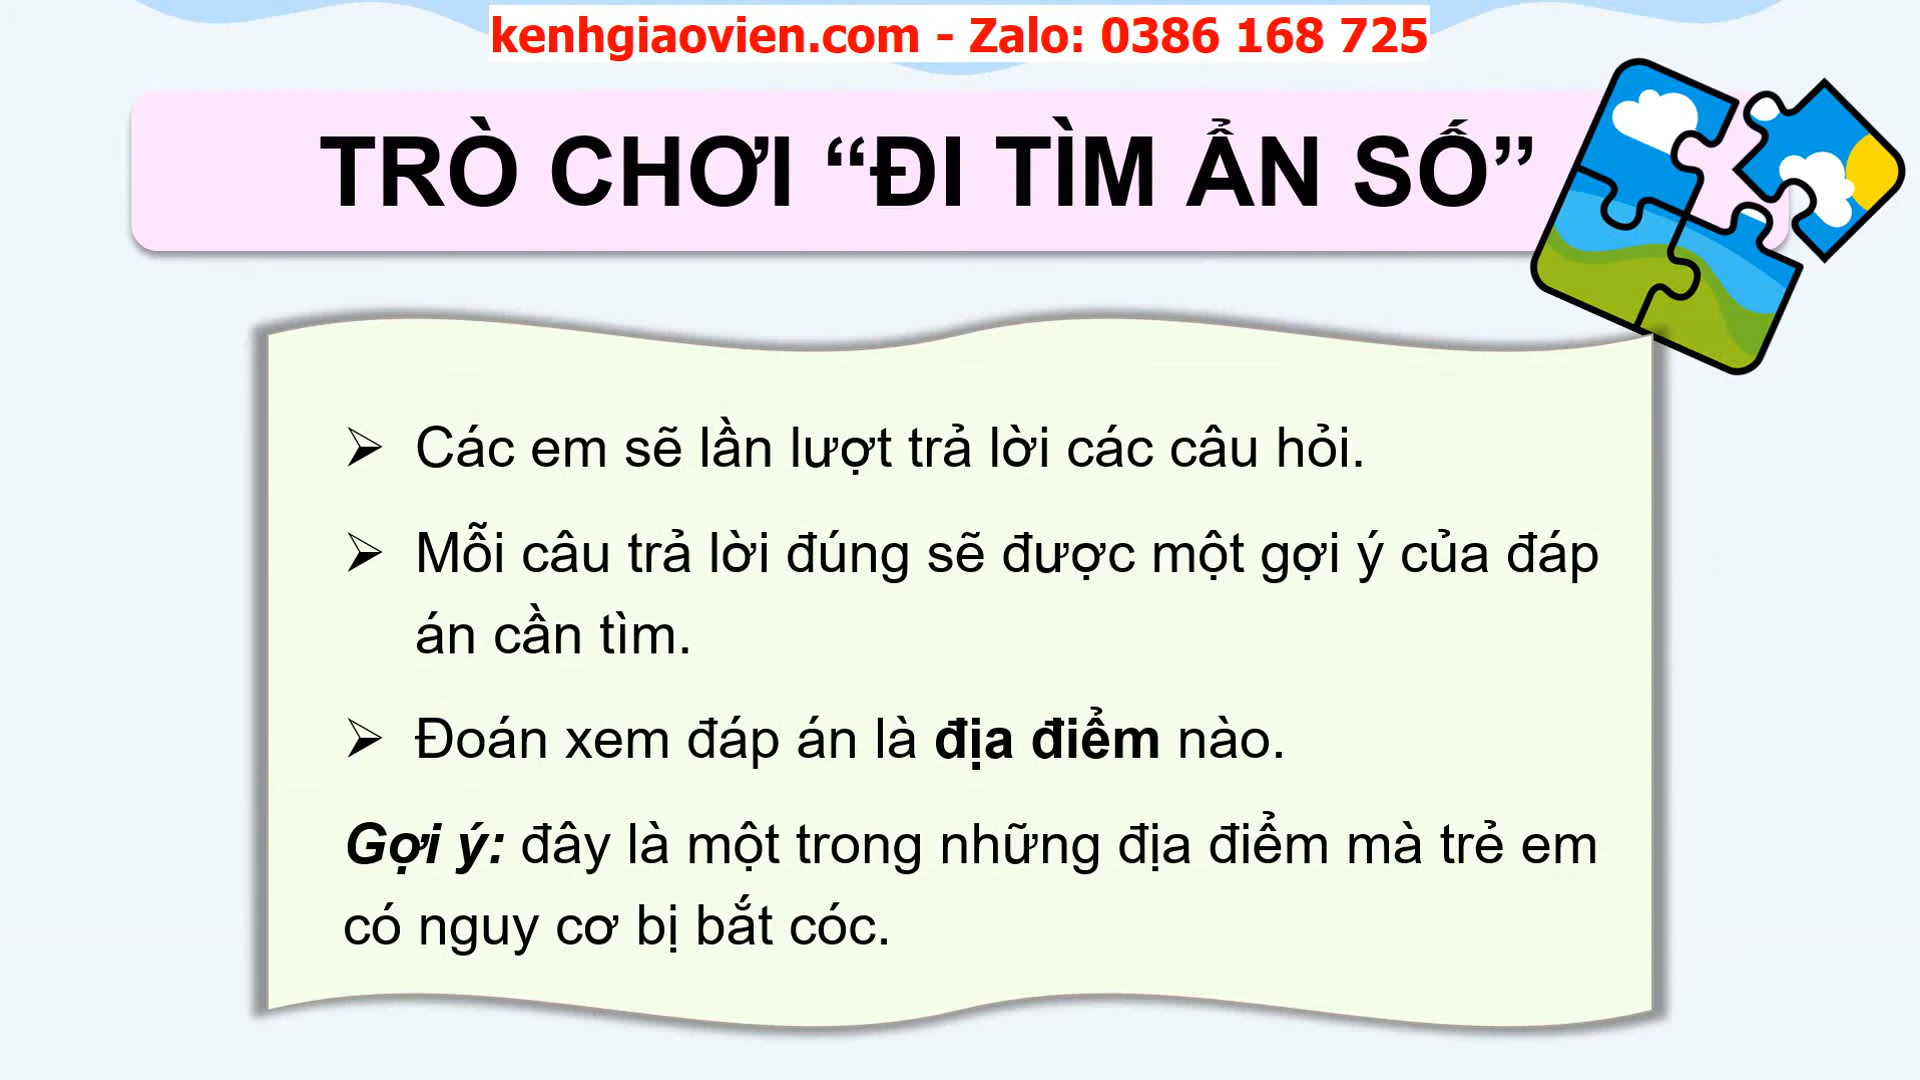 kenhgiaovien.com - Zalo: 0386 168 725
TRÒ CHƠI “ĐI TÌM ẨN SỐ”
➢ Các em sẽ lần lượt trả lời các câu hỏi.
➢ Mỗi câu trả lời đúng sẽ được một gợi ý của đáp
án cần tìm.
➢ Đoán xem đáp án là địa điểm nào.
Gợi ý: đây là một trong những địa điểm mà trẻ em
có nguy cơ bị bắt cóc.